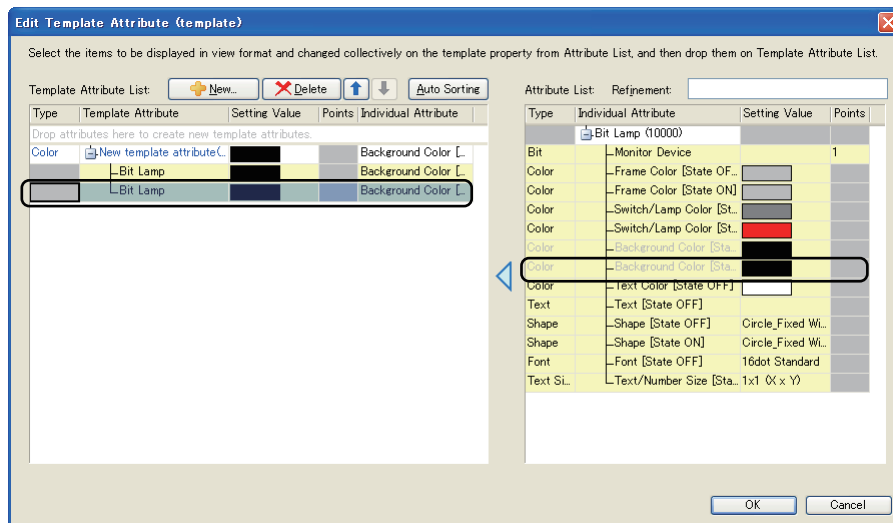 Edit Template Attribute (template)
Select the items to be displayed in view format and changed collectively on the template property from Attribute List, and then drop them on Template Attribute List.
Template Attribute List: New... Delete Auto Sorting
Attribute List: Refinement:
Type Template Attribute Setting Value Points Individual Attribute
Drop attributes here to create new template attributes.
Color New template attribute(... Background Color [...
Bit Lamp Background Color [...
Bit Lamp Background Color [...
Type Individual Attribute Setting Value Points
Bit Lamp (10000)
Bit Monitor Device 1
Color Frame Color [State OF...
Color Frame Color [State ON]
Color Switch/Lamp Color [St...
Color Switch/Lamp Color [St...
Color Background Color [Sta...
Color Background Color [Sta...
Color Text Color [State OFF]
Text Text [State OFF]
Shape Shape [State OFF] Circle_Fixed Wi...
Shape Shape [State ON] Circle_Fixed Wi...
Font Font [State OFF] 16dot Standard
Text Si... Text/Number Size [Sta... 1x1 (X x Y)
OK Cancel